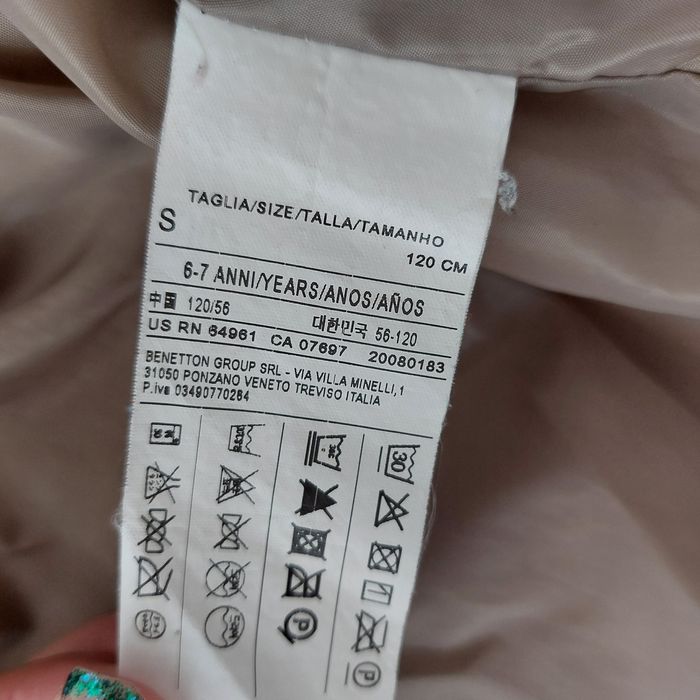 TAGLIA/SIZE/TALLA/TAMANHO
S 120 CM
6-7 ANNI/YEARS/ANOS/AÑOS
中國 120/56 대한민국 56-120
US RN 64961 CA 07697 20080183
BENETTON GROUP SRL - VIA VILLA MINELLI, 1
31050 PONZANO VENETO TREVISO ITALIA
P.iva 03490770264
30